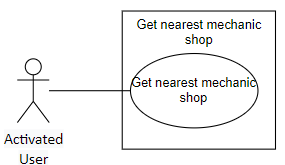 Get nearest mechanic
shop
Get nearest mechanic
shop
Activated
User